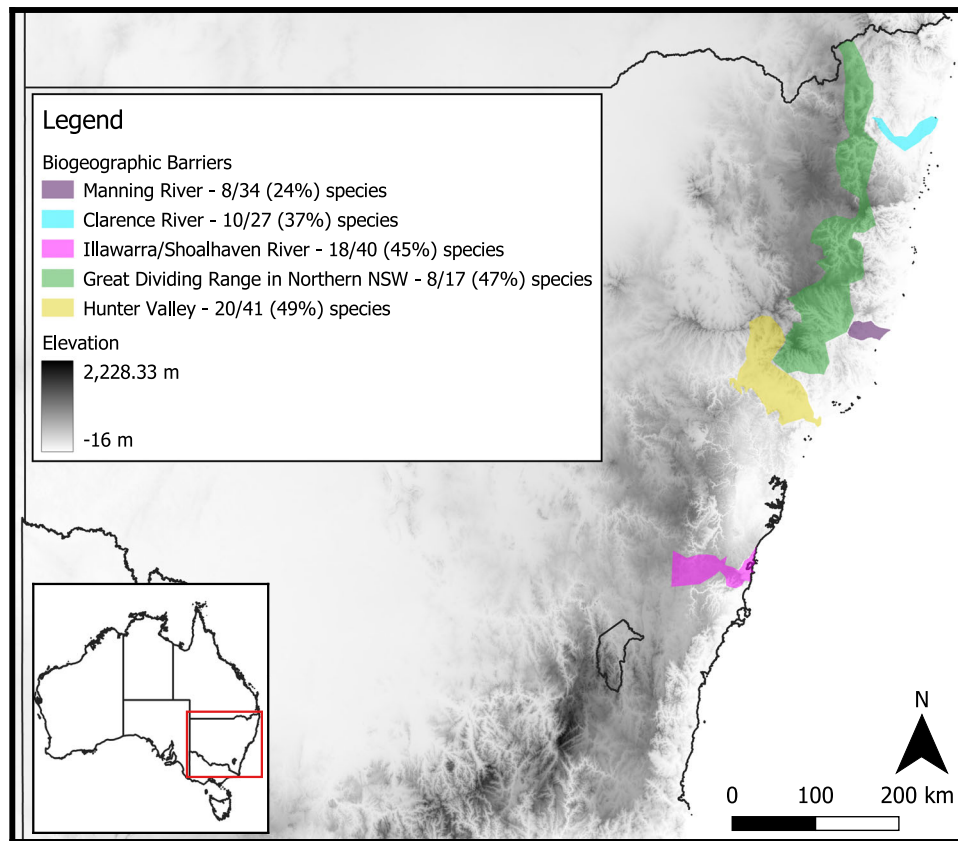 Legend
Biogeographic Barriers
Manning River - 8/34 (24%) species
Clarence River - 10/27 (37%) species
Illawarra/Shoalhaven River - 18/40 (45%) species
Great Dividing Range in Northern NSW - 8/17 (47%) species
Hunter Valley - 20/41 (49%) species
Elevation
2,228.33 m
-16 m
N
0 100 200 km